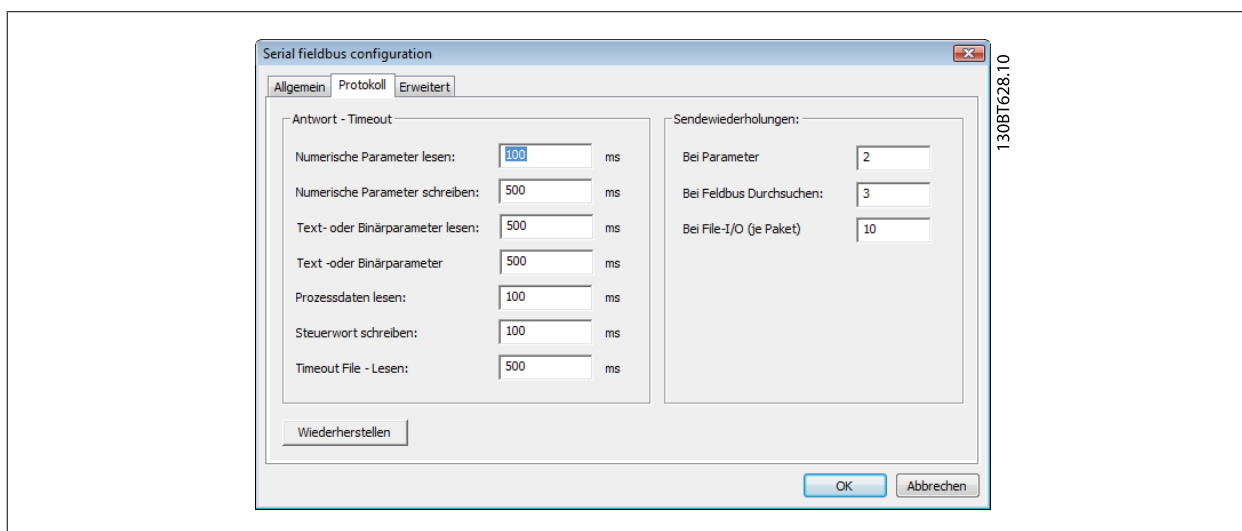 Serial fieldbus configuration
Allgemein Protokoll Erweitert
Antwort - Timeout
Numerische Parameter lesen: 100 ms
Numerische Parameter schreiben: 500 ms
Text- oder Binärparameter lesen: 500 ms
Text -oder Binärparameter 500 ms
Prozessdaten lesen: 100 ms
Steuerwort schreiben: 100 ms
Timeout File - Lesen: 500 ms
Sendewiederholungen:
Bei Parameter 2
Bei Feldbus Durchsuchen: 3
Bei File-I/O (je Paket) 10
Wiederherstellen
OK Abbrechen
130BT628.10